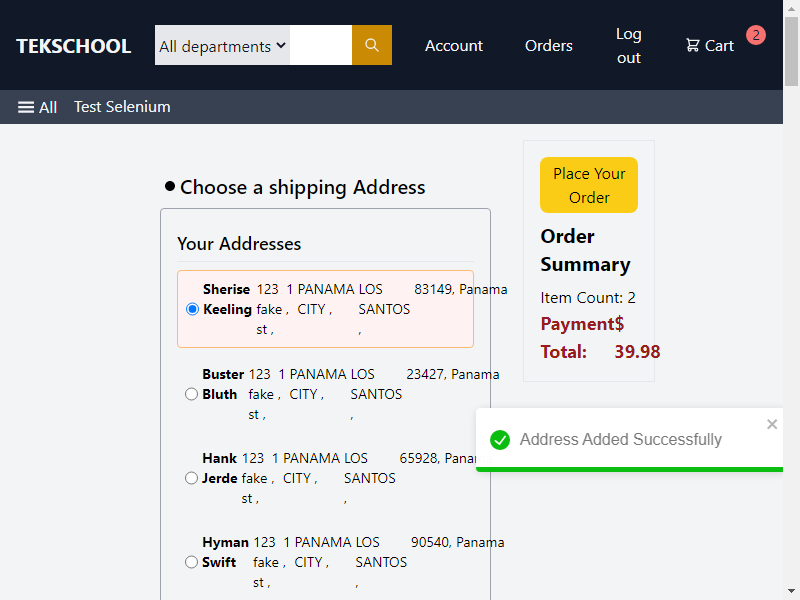 TEKSCHOOL All departments Account Orders Log out Cart 2
All Test Selenium
Choose a shipping Address
Your Addresses
Sherise Keeling 123 fake st , 1 PANAMA CITY , LOS SANTOS , 83149, Panama
Buster Bluth 123 fake st , 1 PANAMA CITY , LOS SANTOS , 23427, Panama
Hank Jerde 123 fake st , 1 PANAMA CITY , LOS SANTOS , 65928,
Hyman Swift 123 fake st , 1 PANAMA CITY , LOS SANTOS , 90540, Panama
Place Your
Order
Order
Summary
Item Count: 2
Payment$
Total: 39.98
Address Added Successfully